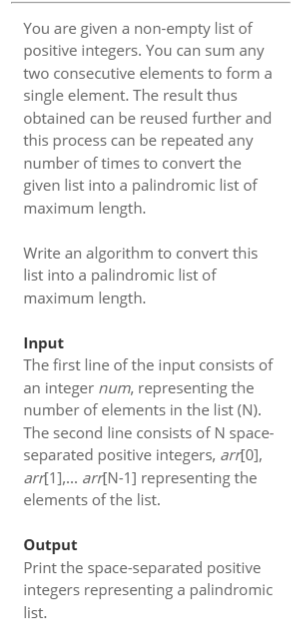 You are given a non-empty list of
positive integers. You can sum any
two consecutive elements to form a
single element. The result thus
obtained can be reused further and
this process can be repeated any
number of times to convert the
given list into a palindromic list of
maximum length.
Write an algorithm to convert this
list into a palindromic list of
maximum length.
Input
The first line of the input consists of
an integer num, representing the
number of elements in the list (N).
The second line consists of N space-
separated positive integers, arr[0],
arr[1],... arr[N-1] representing the
elements of the list.
Output
Print the space-separated positive
integers representing a palindromic
list.